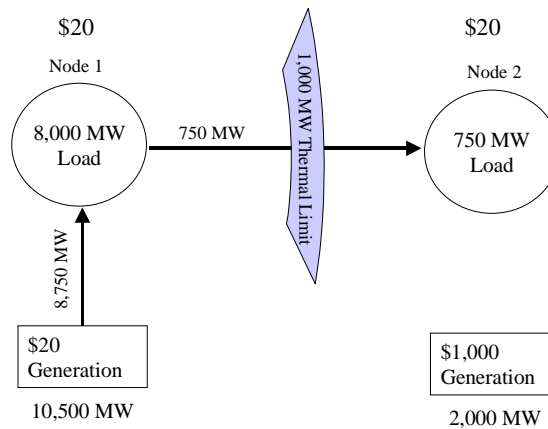 $20
$20
Node 1
Node 2
8,000 MW
Load
750 MW
1,000 MW Thermal Limit
750 MW
Load
8,750 MW
$20
Generation
$1,000
Generation
10,500 MW
2,000 MW